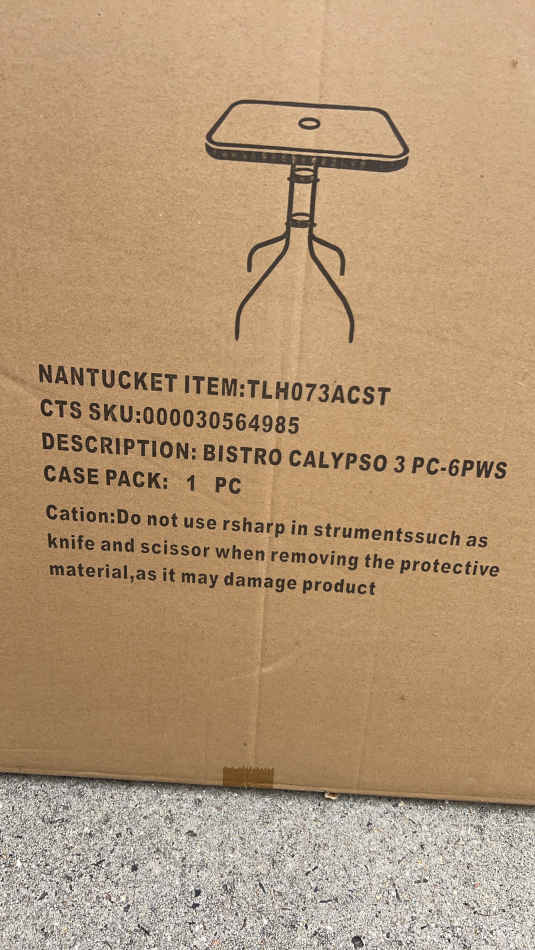 NANTUCKET ITEM:TLH073ACST
CTS SKU:000030564985
DESCRIPTION: BISTRO CALYPSO 3 PC-6PWS
CASE PACK: 1 PC
Cation:Do not use rsharp in strumentssuch as
knife and scissor when removing the protective
material,as it may damage product